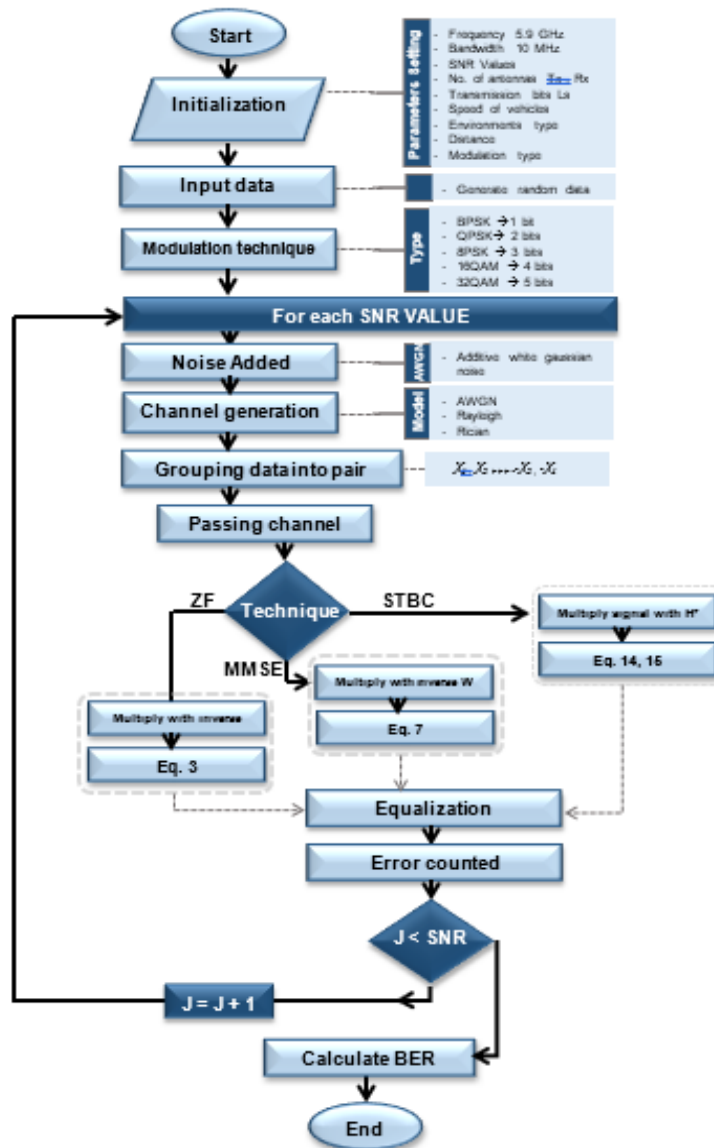 Start
Initialization
Parameters Setting
- Frequency 5.9 GHz
- Bandwidth 10 MHz
- SNR Values
- No. of antennas Rx
- Transmission bits Ls
- Speed of vehicles
- Environments type
- Distance
- Modulation type
Input data
- Generate random data
Modulation technique
Type
- BPSK → 1 bit
- QPSK → 2 bits
- 8PSK → 3 bits
- 16QAM → 4 bits
- 32QAM → 5 bits
For each SNR VALUE
Noise Added
AWGN
- Additive white gaussian
noise
Channel generation
Model
- AWGN
- Rayleigh
- Rician
Grouping data into pair
Passing channel
Technique
ZF
STBC
MMSE
Multiply signal with
Eq. 14, 15
Multiply with inverse W
Eq. 7
Multiply with inverse
Eq. 3
Equalization
Error counted
J < SNR
J = J + 1
Calculate BER
End